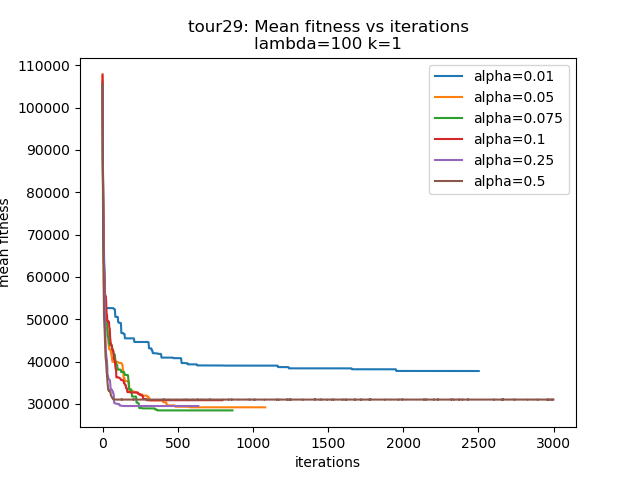 tour29: Mean fitness vs iterations
lambda=100 k=1
110000
100000
90000
80000
70000
60000
50000
40000
30000
mean fitness
0
500
1000
1500
2000
2500
3000
iterations
alpha=0.01
alpha=0.05
alpha=0.075
alpha=0.1
alpha=0.25
alpha=0.5